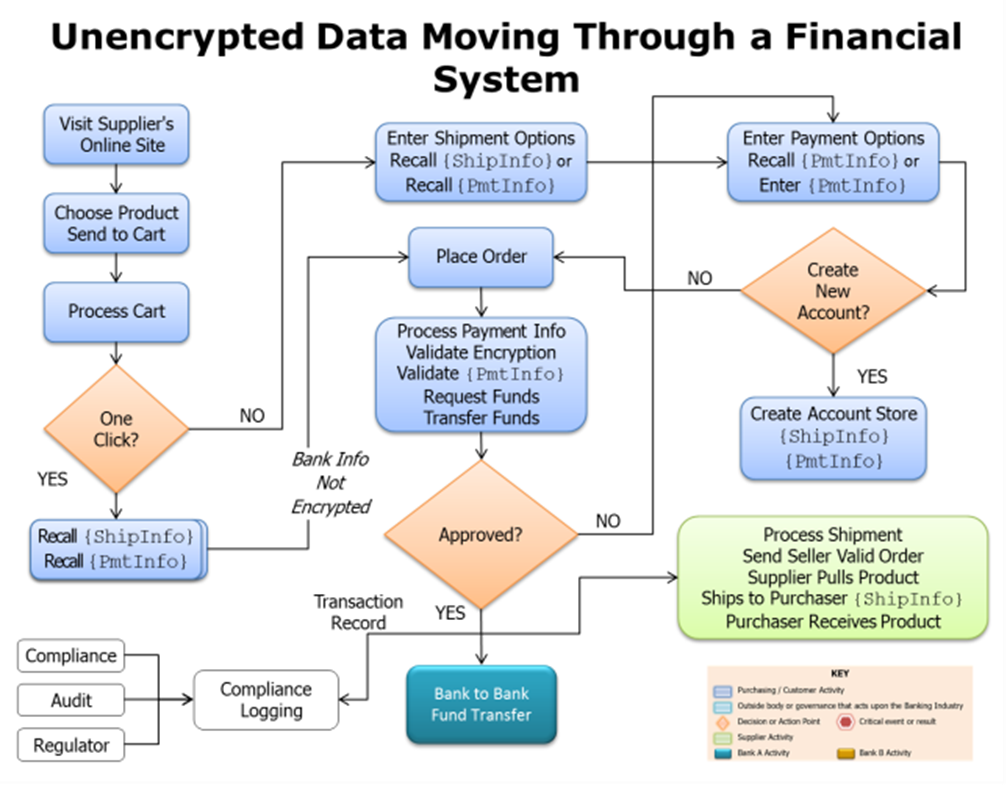 Unencrypted Data Moving Through a Financial
System
Visit Supplier's
Online Site
Choose Product
Send to Cart
Process Cart
One
Click?
NO
YES
Recall {ShipInfo}
Recall {PmtInfo}
Bank Info
Not
Encrypted
Enter Shipment Options
Recall {ShipInfo} or
Recall {PmtInfo}
Enter Payment Options
Recall {PmtInfo} or
Enter {PmtInfo}
Create
New
Account?
NO
YES
Create Account Store
{ShipInfo}
{PmtInfo}
Place Order
Process Payment Info
Validate Encryption
Validate {PmtInfo}
Request Funds
Transfer Funds
Approved?
NO
YES
Transaction
Record
Bank to Bank
Fund Transfer
Process Shipment
Send Seller Valid Order
Supplier Pulls Product
Ships to Purchaser {ShipInfo}
Purchaser Receives Product
Compliance
Audit
Regulator
Compliance
Logging
KEY
Purchasing / Customer Activity
Outside body or governance that acts upon the Banking Industry
Decision or Action Point
Critical event or result
Supplier Activity
Bank A Activity
Bank B Activity